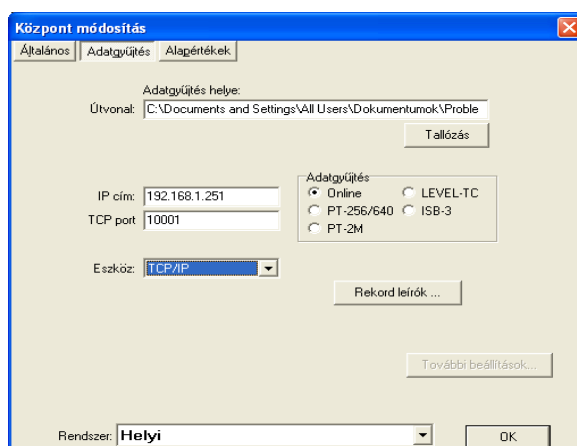 Központ módosítás
Általános Adatgyűjtés Alapértékek
Adatgyűjtés helye:
Útvonal: C:\Documents and Settings\All Users\Dokumentumok\Proble
Tallózás
Adatgyűjtés
IP cím: 192.168.1.251 Online LEVEL-TC
TCP port 10001 PT-256/640 ISB-3
PT-2M
Eszköz: TCP/IP
Rekord leírók ...
További beállítások...
Rendszer: Helyi OK